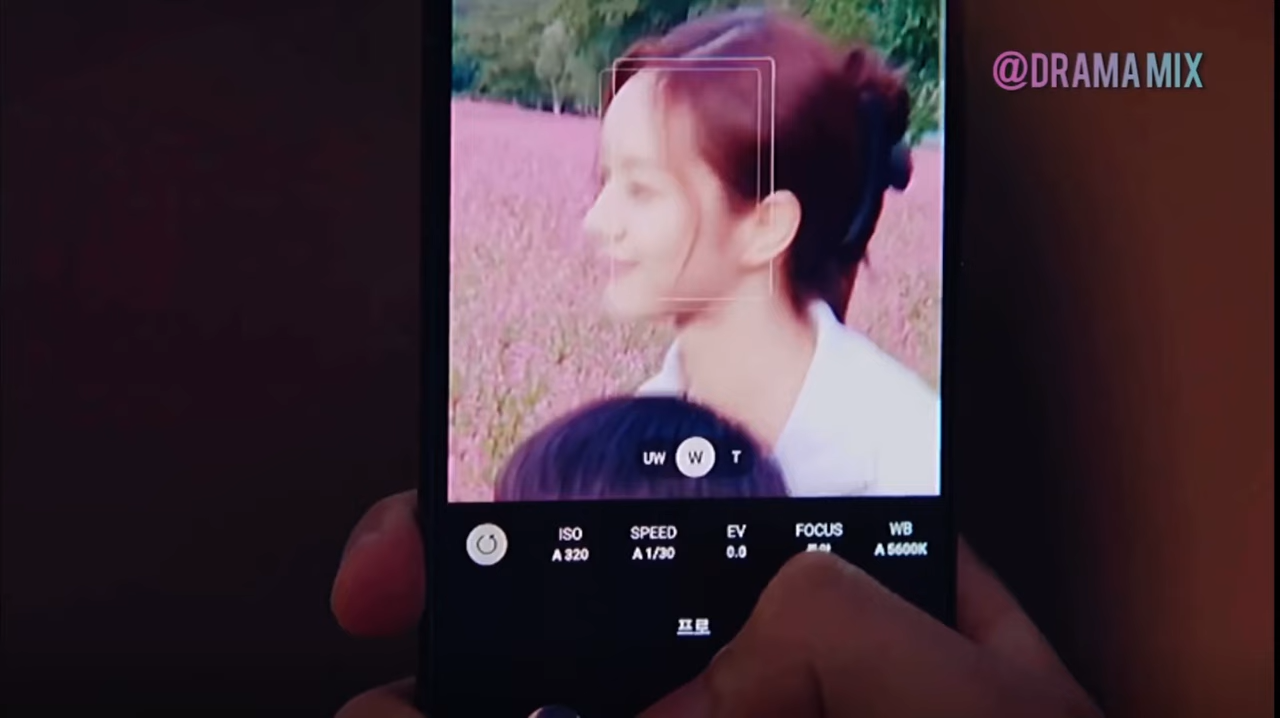 @DRAMA MIX
UW W T
ISO SPEED EV FOCUS WB
A 320 A 1/30 0.0 A 5600K
프로